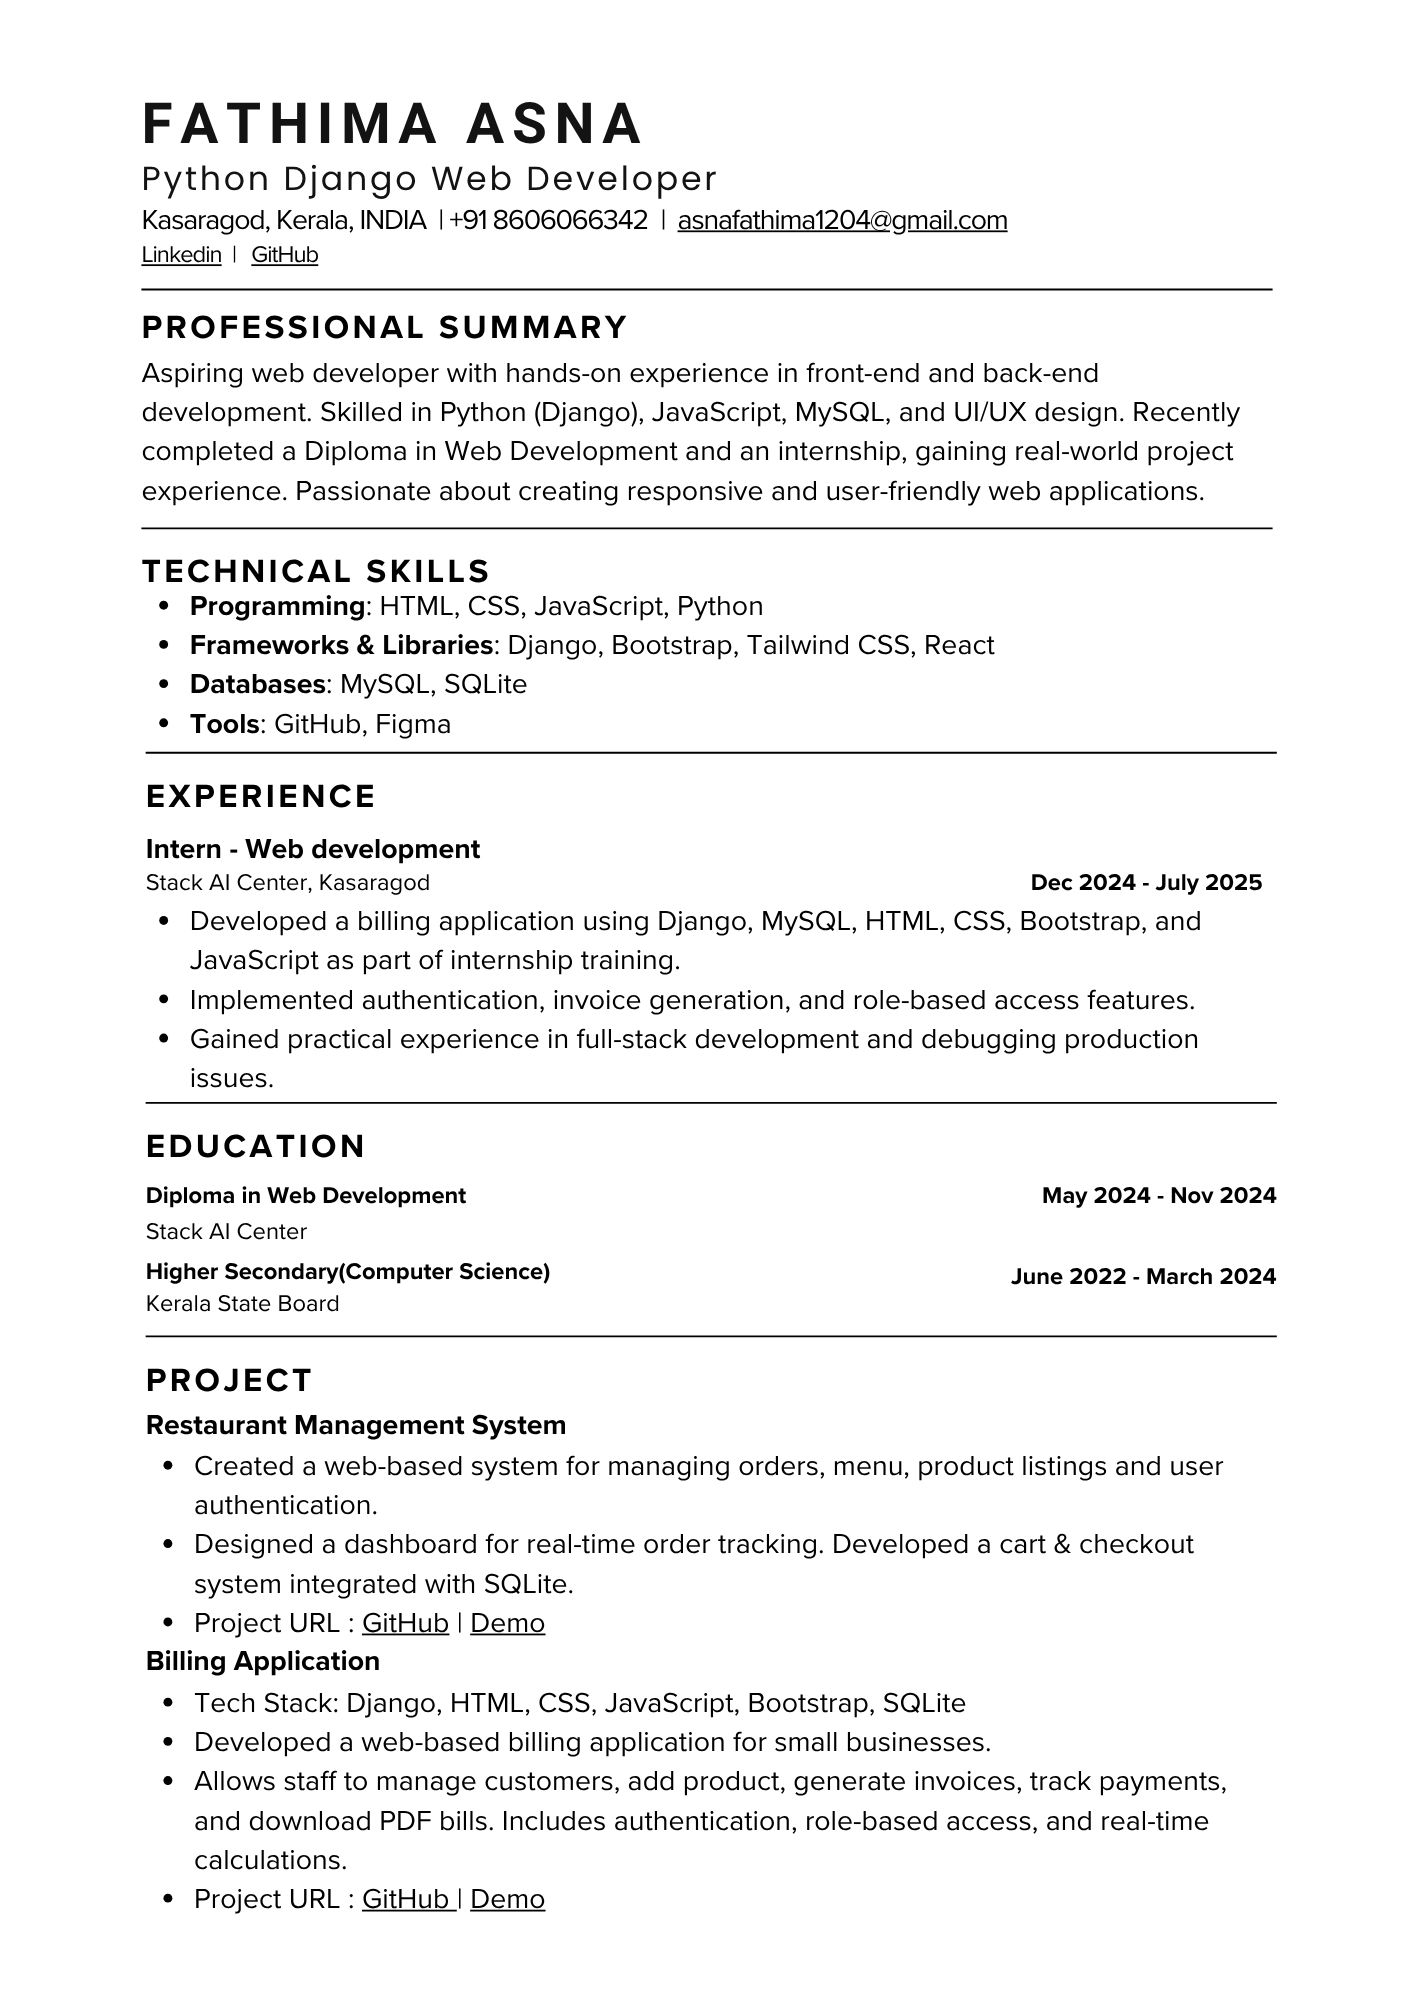 FATHIMA ASNA
Python Django Web Developer
Kasaragod, Kerala, INDIA | +91 8606066342 | asnafathima1204@gmail.com
Linkedin | GitHub
PROFESSIONAL SUMMARY
Aspiring web developer with hands-on experience in front-end and back-end
development. Skilled in Python (Django), JavaScript, MySQL, and UI/UX design. Recently
completed a Diploma in Web Development and an internship, gaining real-world project
experience. Passionate about creating responsive and user-friendly web applications.
TECHNICAL SKILLS
• Programming: HTML, CSS, JavaScript, Python
• Frameworks & Libraries: Django, Bootstrap, Tailwind CSS, React
• Databases: MySQL, SQLite
• Tools: GitHub, Figma
EXPERIENCE
Intern - Web development
Stack AI Center, Kasaragod Dec 2024 - July 2025
• Developed a billing application using Django, MySQL, HTML, CSS, Bootstrap, and
JavaScript as part of internship training.
• Implemented authentication, invoice generation, and role-based access features.
• Gained practical experience in full-stack development and debugging production
issues.
EDUCATION
Diploma in Web Development May 2024 - Nov 2024
Stack AI Center
Higher Secondary(Computer Science) June 2022 - March 2024
Kerala State Board
PROJECT
Restaurant Management System
• Created a web-based system for managing orders, menu, product listings and user
authentication.
• Designed a dashboard for real-time order tracking. Developed a cart & checkout
system integrated with SQLite.
• Project URL : GitHub | Demo
Billing Application
• Tech Stack: Django, HTML, CSS, JavaScript, Bootstrap, SQLite
• Developed a web-based billing application for small businesses.
• Allows staff to manage customers, add product, generate invoices, track payments,
and download PDF bills. Includes authentication, role-based access, and real-time
calculations.
• Project URL : GitHub | Demo